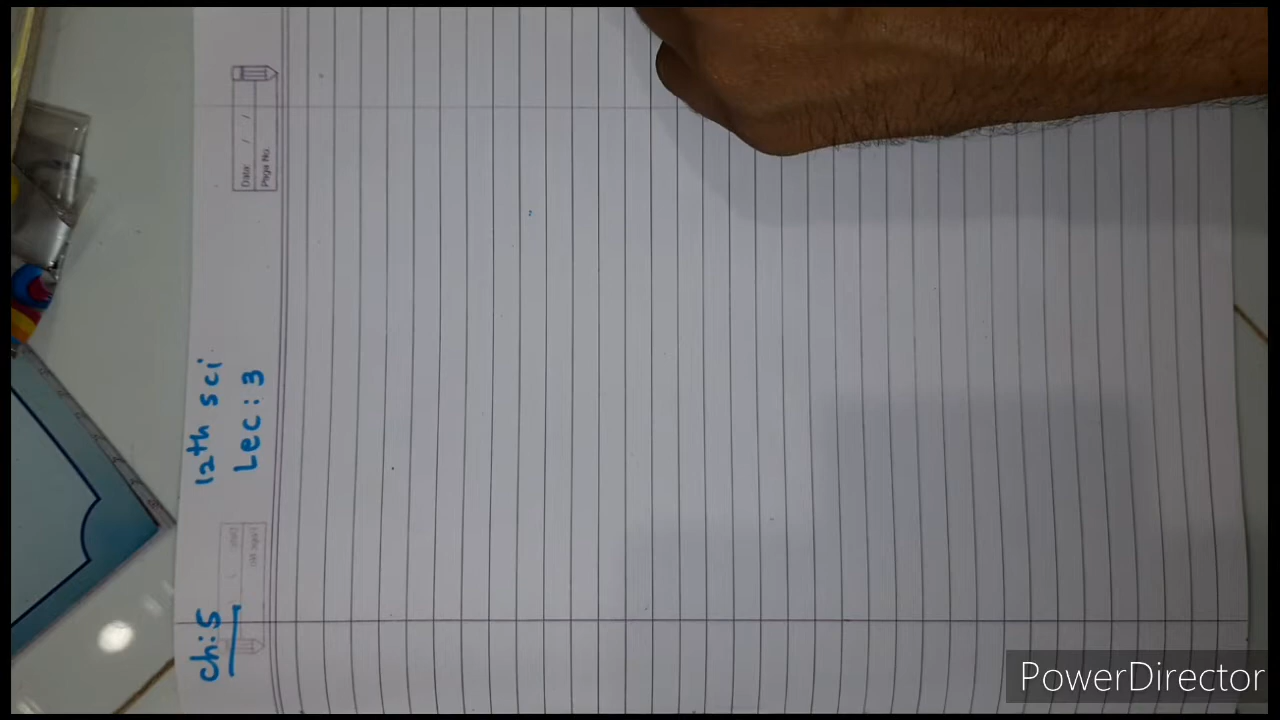 Ch:5
12th sci
Lec: 3
Date: / /
Page No.
PowerDirector